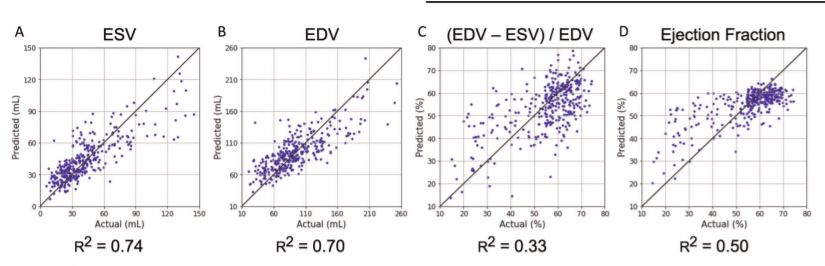 A ESV
Predicted (mL)
150
120
90
60
30
0
0 30 60 90 120 150
Actual (mL)
R² = 0.74
B EDV
Predicted (mL)
260
210
160
110
60
10
10 60 110 160 210 260
Actual (mL)
R² = 0.70
C (EDV – ESV) / EDV
Predicted (%)
80
70
60
50
40
30
20
10
10 20 30 40 50 60 70 80
Actual (%)
R² = 0.33
D Ejection Fraction
Predicted (%)
80
70
60
50
40
30
20
10
10 20 30 40 50 60 70 80
Actual (%)
R² = 0.50